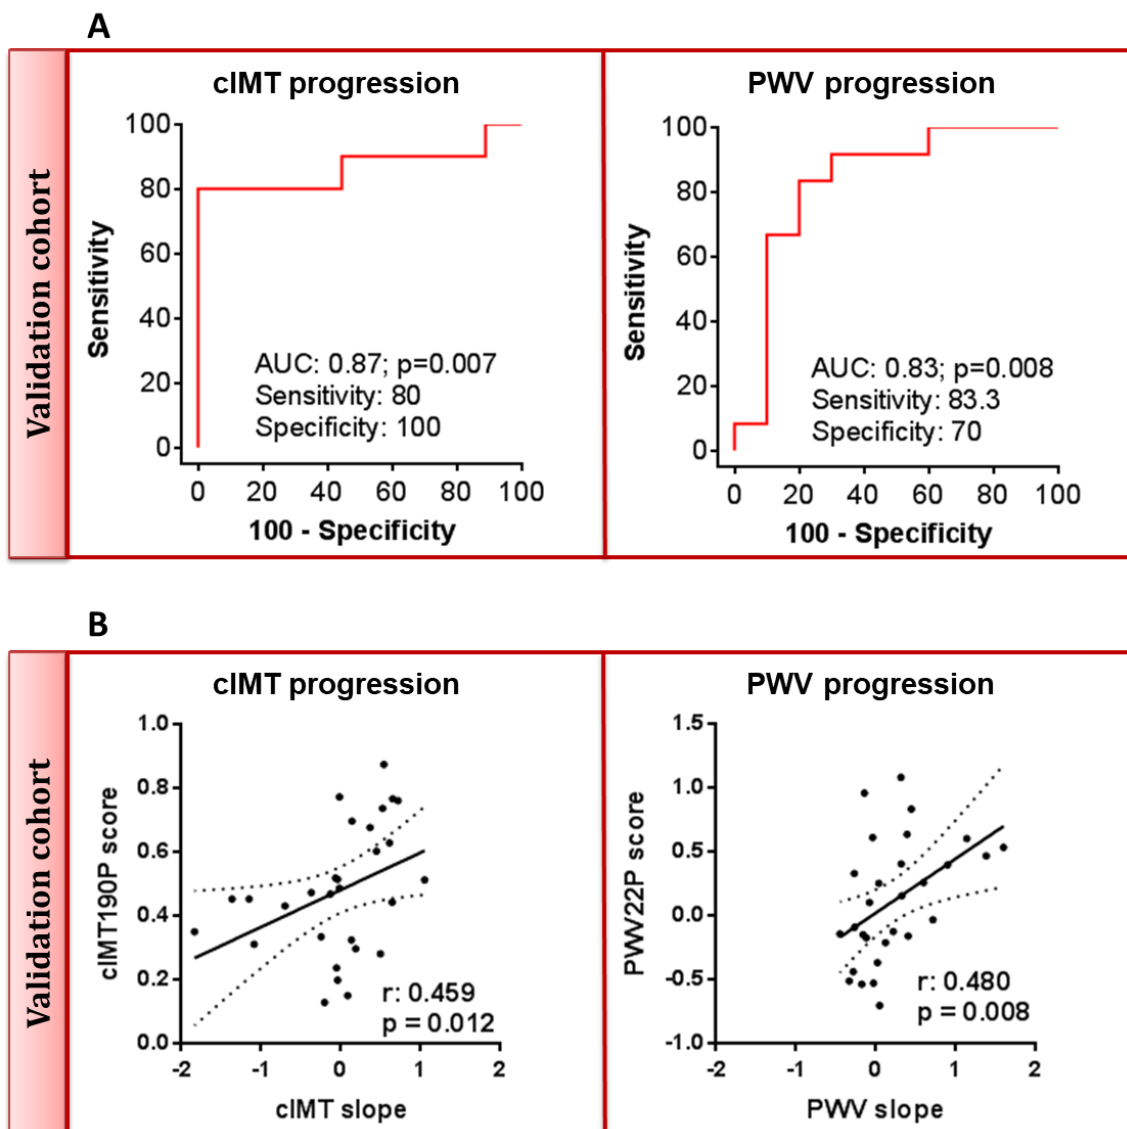 A
Validation cohort
cIMT progression
100
80
60
40
20
0
Sensitivity
AUC: 0.87; p=0.007
Sensitivity: 80
Specificity: 100
0 20 40 60 80 100
100 - Specificity
PWV progression
100
80
60
40
20
0
Sensitivity
AUC: 0.83; p=0.008
Sensitivity: 83.3
Specificity: 70
0 20 40 60 80 100
100 - Specificity
B
Validation cohort
cIMT progression
1.0
0.8
0.6
0.4
0.2
0.0
cIMT190P score
r: 0.459
p = 0.012
-2 -1 0 1 2
cIMT slope
PWV progression
1.5
1.0
0.5
0.0
-0.5
-1.0
PWV22P score
r: 0.480
p = 0.008
-2 -1 0 1 2
PWV slope